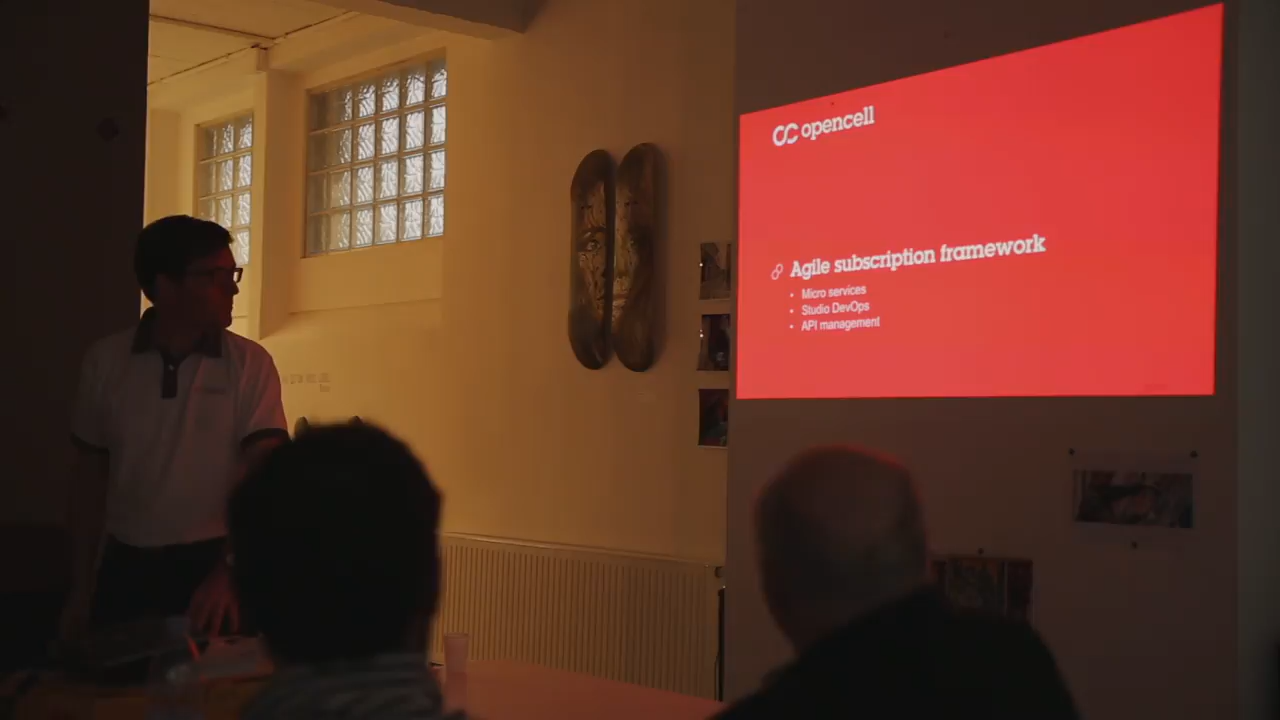 opencell
Agile subscription framework
• Micro services
• Studio DevOps
• API management